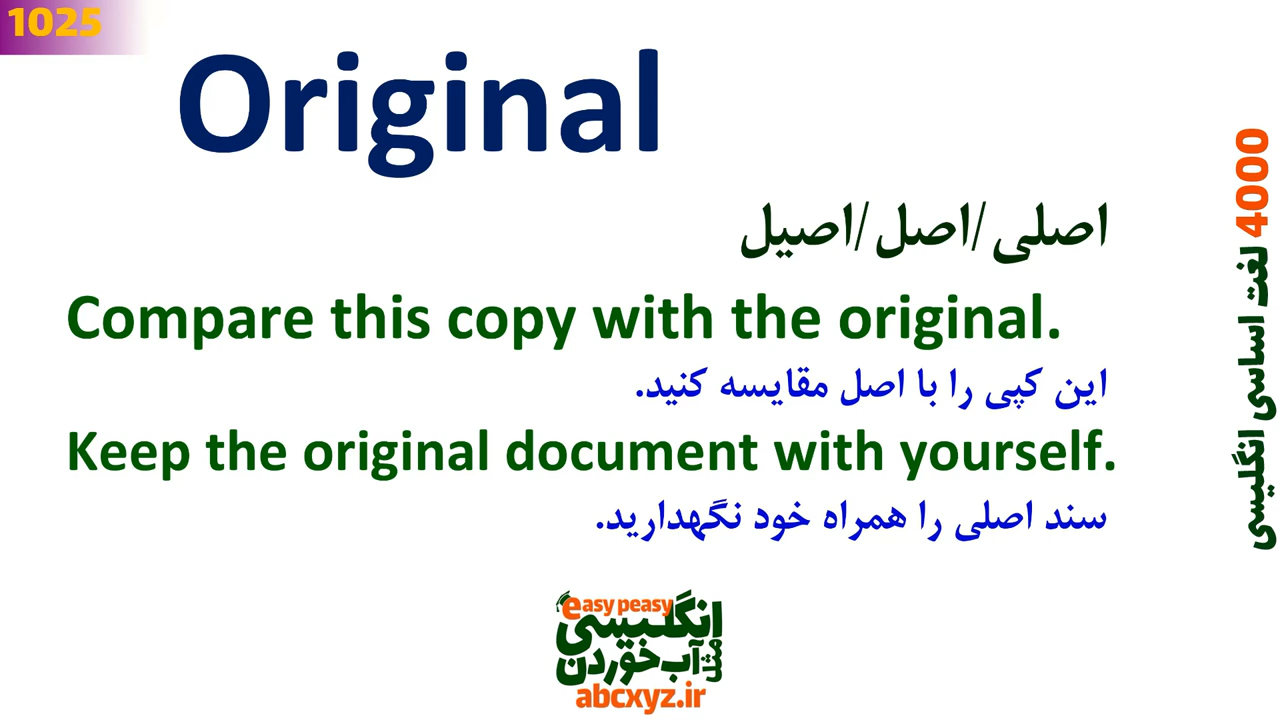 1025
Original
اصلی/اصل/اصیل
Compare this copy with the original.
این کپی را با اصل مقایسه کنید.
Keep the original document with yourself.
سند اصلی را همراه خود نگهدارید.
4000 لغت اساسی انگلیسی
easy peasy
انگلیسی
مثل
آب خوردن
abcxyz.ir